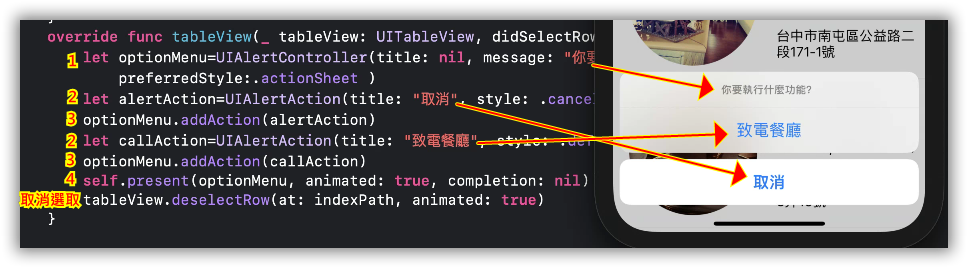 }
override func tableView(_ tableView: UITableView, didSelectRow
1 let optionMenu=UIAlertController(title: nil, message: "你要
preferredStyle:.actionSheet )
2 let alertAction=UIAlertAction(title: "取消", style: .cancel
3 optionMenu.addAction(alertAction)
2 let callAction=UIAlertAction(title: "致電餐廳", style: .def
3 optionMenu.addAction(callAction)
4 self.present(optionMenu, animated: true, completion: nil)
取消選取 tableView.deselectRow(at: indexPath, animated: true)
}
台中市南屯區公益路二
段171-1號
你要執行什麼功能?
致電餐廳
取消